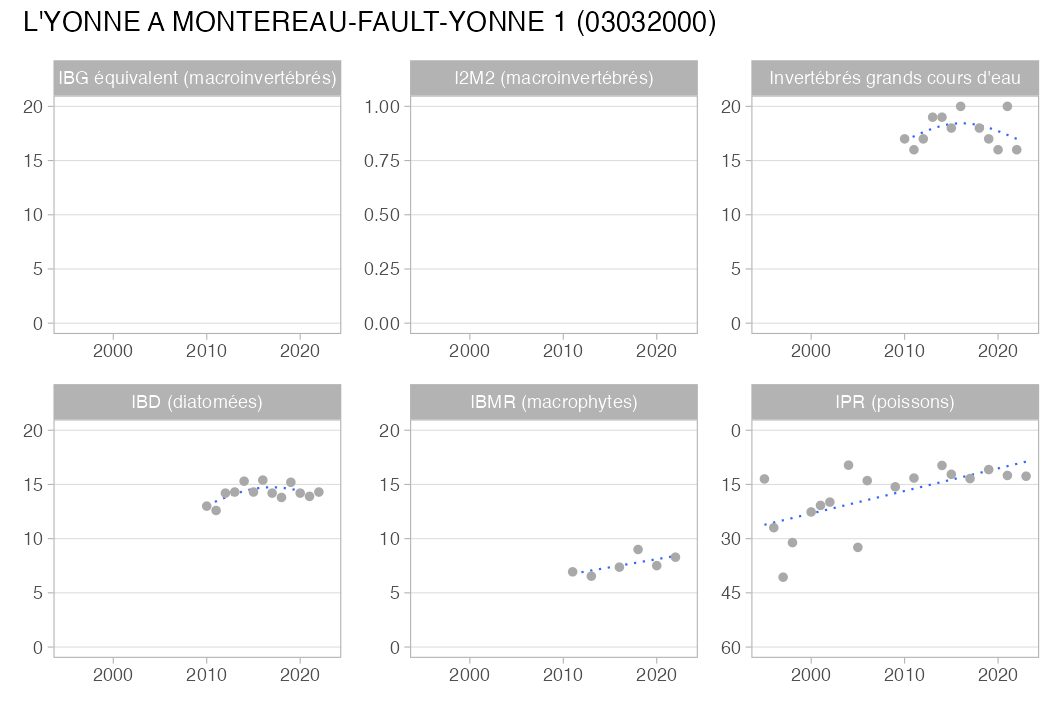 L'YONNE A MONTEREAU-FAULT-YONNE 1 (03032000)
IBG équivalent (macroinvertébrés)
20
15
10
5
0
2000 2010 2020
I2M2 (macroinvertébrés)
1.00
0.75
0.50
0.25
0.00
2000 2010 2020
Invertébrés grands cours d'eau
20
15
10
5
0
2000 2010 2020
IBD (diatomées)
20
15
10
5
0
2000 2010 2020
IBMR (macrophytes)
20
15
10
5
0
2000 2010 2020
IPR (poissons)
0
15
30
45
60
2000 2010 2020